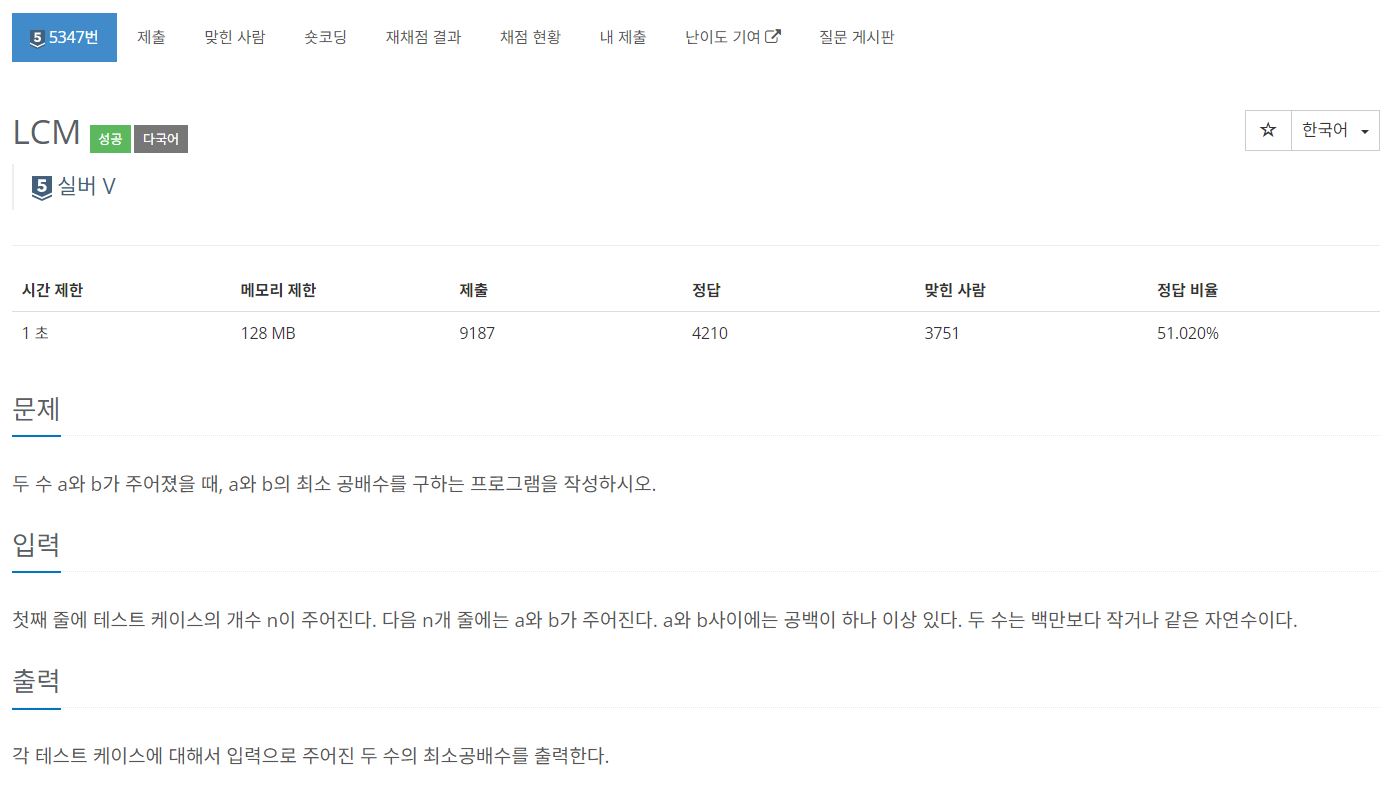 5 5347번 제출 맞힌 사람 숏코딩 재채점 결과 채점 현황 내 제출 난이도 기여 질문 게시판
LCM 성공 다국어 한국어
5 실버 V
시간 제한 메모리 제한 제출 정답 맞힌 사람 정답 비율
1 초 128 MB 9187 4210 3751 51.020%
문제
두 수 a와 b가 주어졌을 때, a와 b의 최소 공배수를 구하는 프로그램을 작성하시오.
입력
첫째 줄에 테스트 케이스의 개수 n이 주어진다. 다음 n개 줄에는 a와 b가 주어진다. a와 b사이에는 공백이 하나 이상 있다. 두 수는 백만보다 작거나 같은 자연수이다.
출력
각 테스트 케이스에 대해서 입력으로 주어진 두 수의 최소공배수를 출력한다.